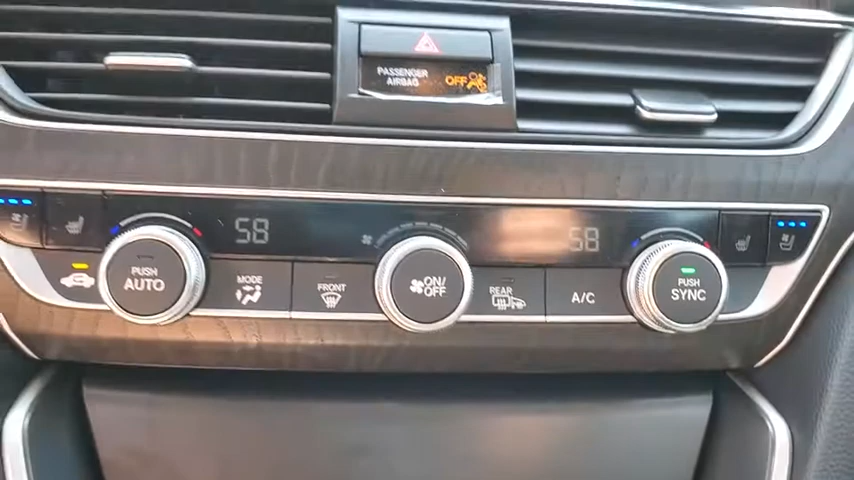 PASSENGER
AIRBAG OFF
58
58
PUSH
AUTO
MODE
FRONT
ON
OFF
REAR
A/C
PUSH
SYNC